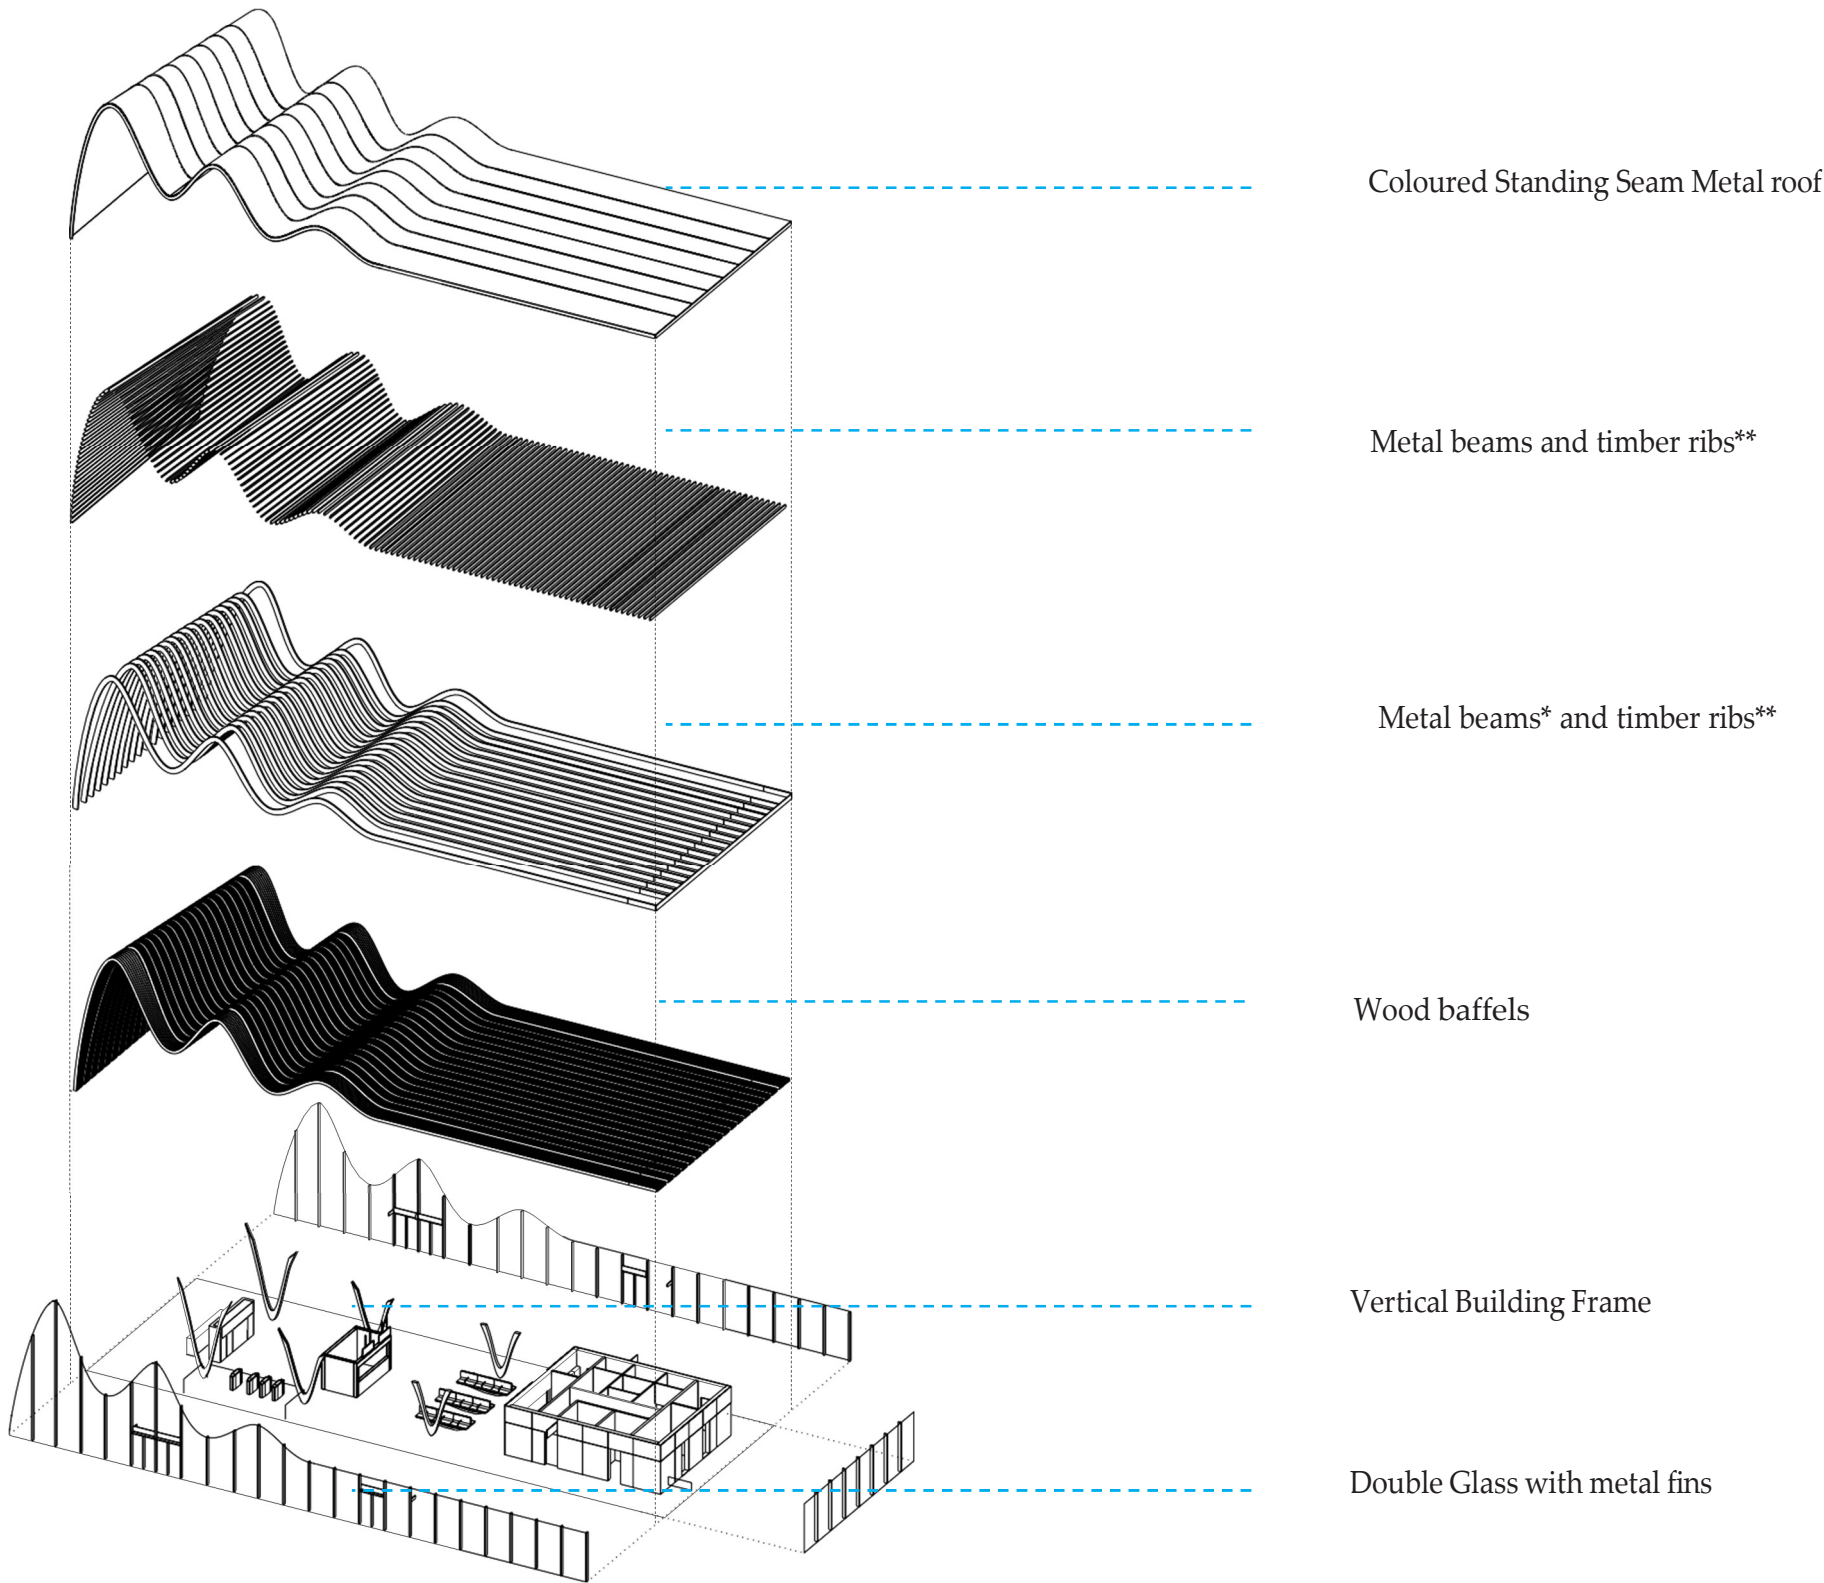 Coloured Standing Seam Metal roof
Metal beams and timber ribs**
Metal beams* and timber ribs**
Wood baffels
Vertical Building Frame
Double Glass with metal fins